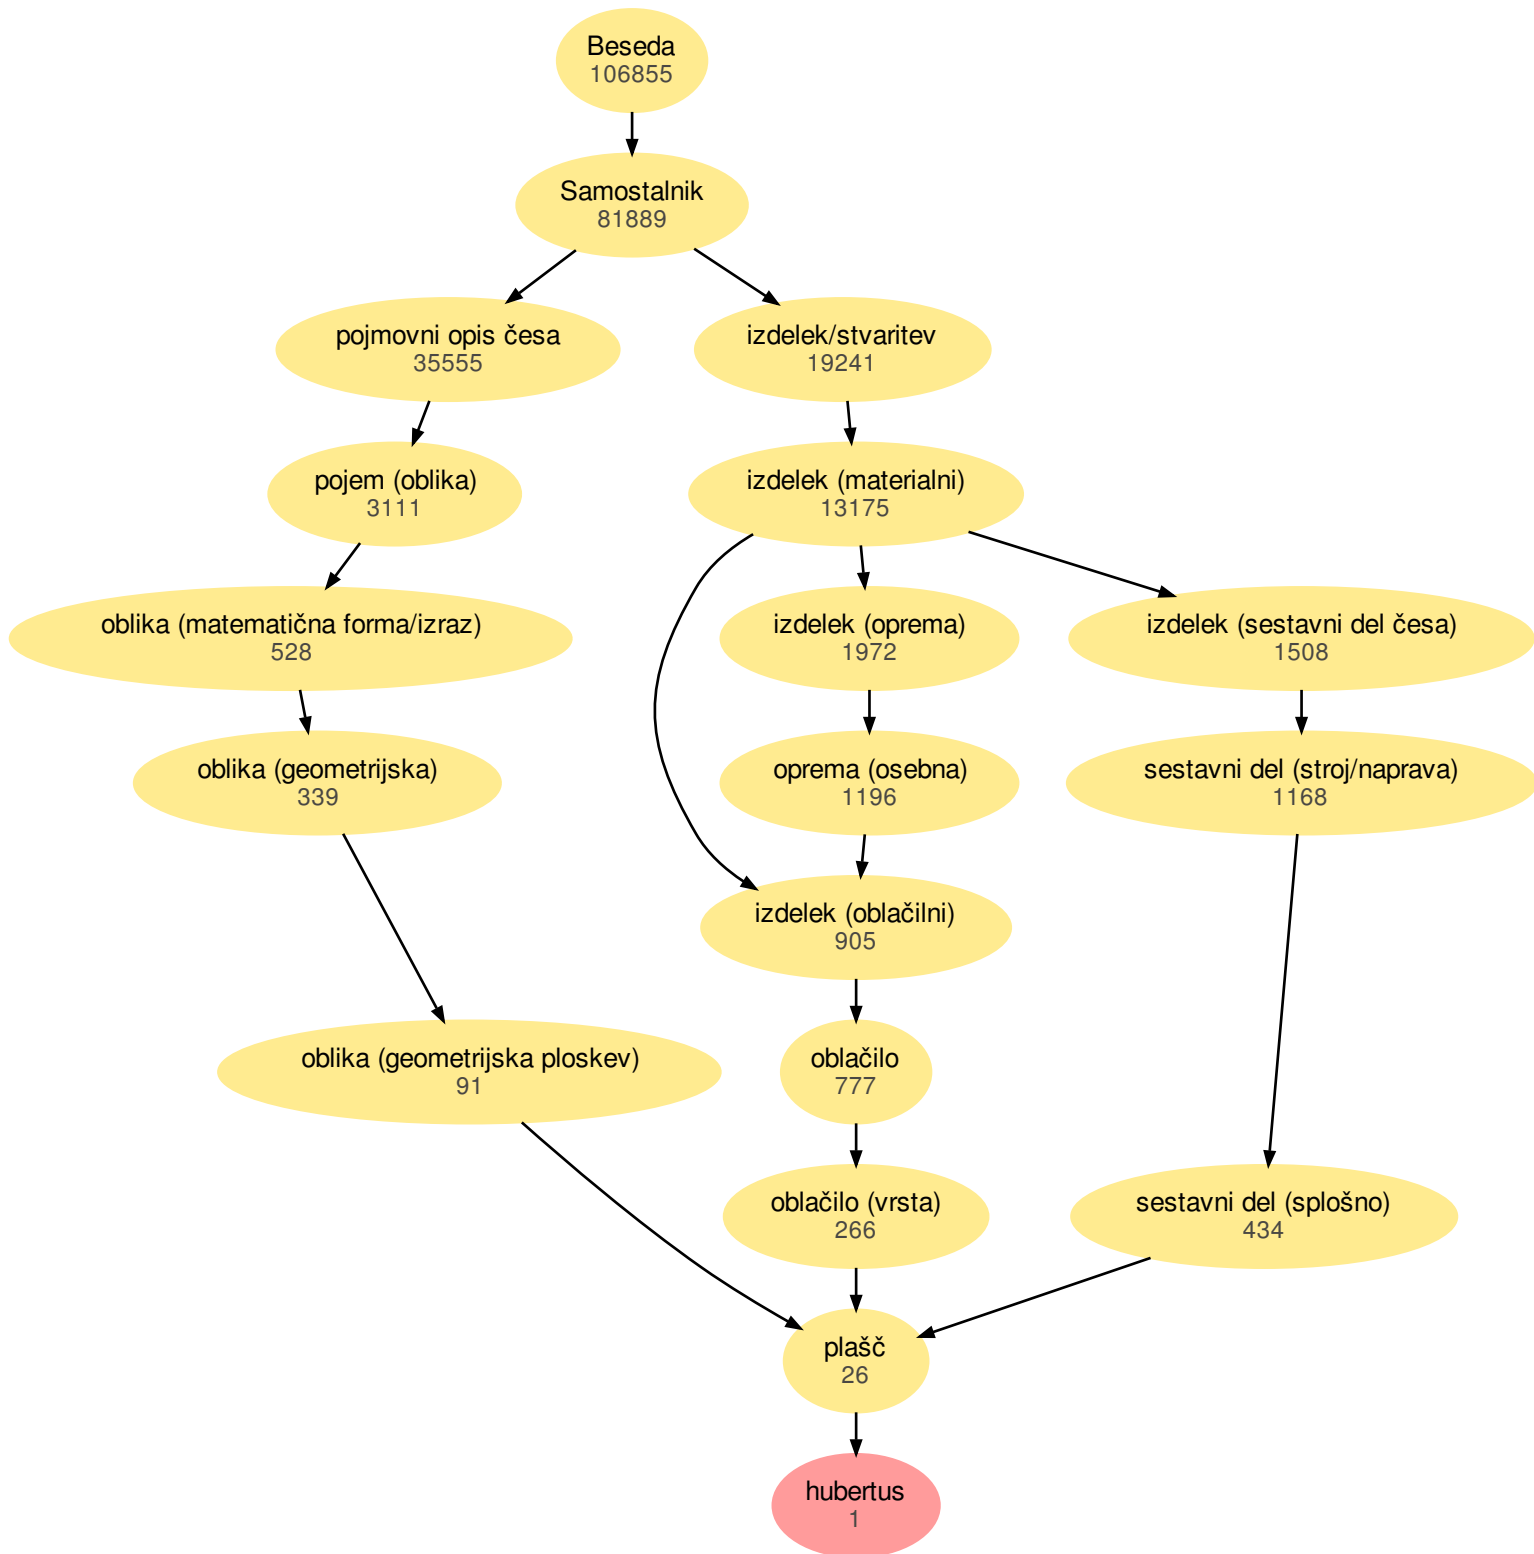 Beseda
106855
Samostalnik
81889
pojmovni opis česa
35555
izdelek/stvaritev
19241
pojem (oblika)
3111
izdelek (materialni)
13175
oblika (matematična forma/izraz)
528
izdelek (oprema)
1972
izdelek (sestavni del česa)
1508
oblika (geometrijska)
339
oprema (osebna)
1196
sestavni del (stroj/naprava)
1168
izdelek (oblačilni)
905
oblika (geometrijska ploskev)
91
oblačilo
777
oblačilo (vrsta)
266
sestavni del (splošno)
434
plašč
26
hubertus
1